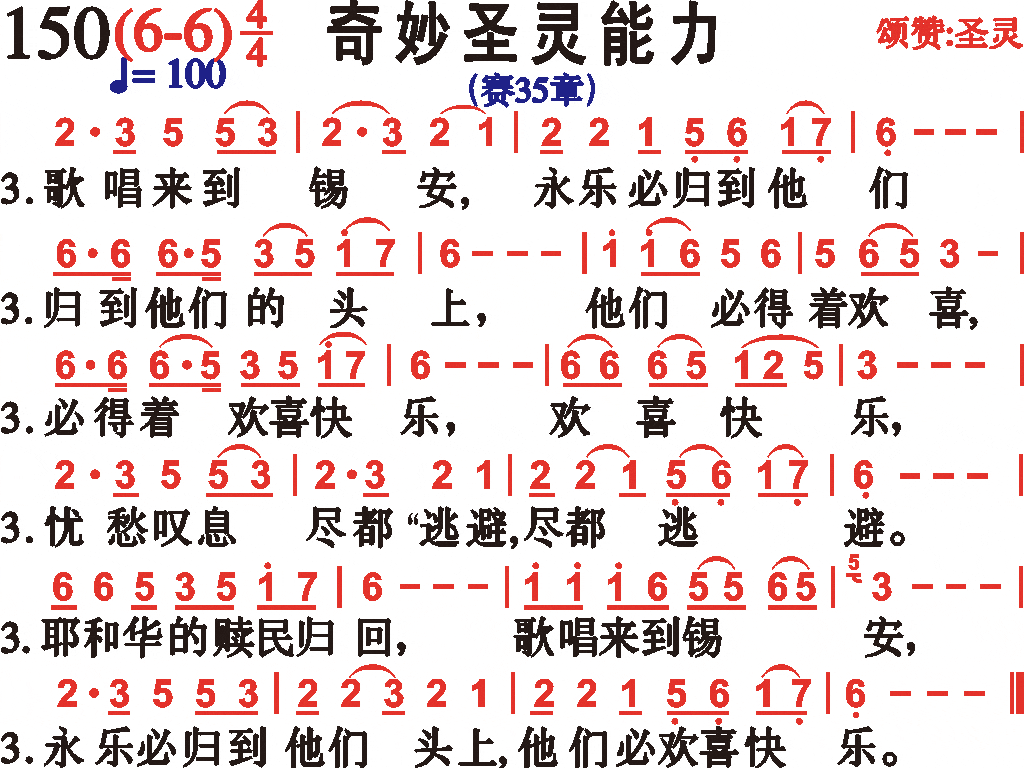 150(6-6)4/4 奇妙圣灵能力 颂赞:圣灵
♩= 100 (赛35章)
2·3 5 5 3 | 2·3 2 1 | 2 2 1 5 6 1 7 | 6 - - - |
3.歌 唱来到 锡 安, 永乐必归到他 们
6·6 6·5 3 5 1 7 | 6 - - - | 1 1 6 5 6 | 5 6 5 3 - |
3.归 到他们 的 头 上， 他们 必得 着欢 喜,
6·6 6·5 3 5 1 7 | 6 - - - | 6 6 6 5 1 2 5 | 3 - - - |
3.必得着 欢喜快 乐， 欢 喜 快 乐，
2·3 5 5 3 | 2·3 2 1 | 2 2 1 5 6 1 7 | 6 - - - |
3.忧 愁叹息 尽都“逃避,尽都 逃 避。
6 6 5 3 5 1 7 | 6 - - - | 1 1 1 6 5 5 6 5 | 5 3 - - - |
3.耶和华的赎民归 回， 歌唱来到锡 安，
2·3 5 5 3 | 2 2 3 2 1 | 2 2 1 5 6 1 7 | 6 - - - ‖
3.永 乐必归到 他们 头上,他们必欢喜快 乐。